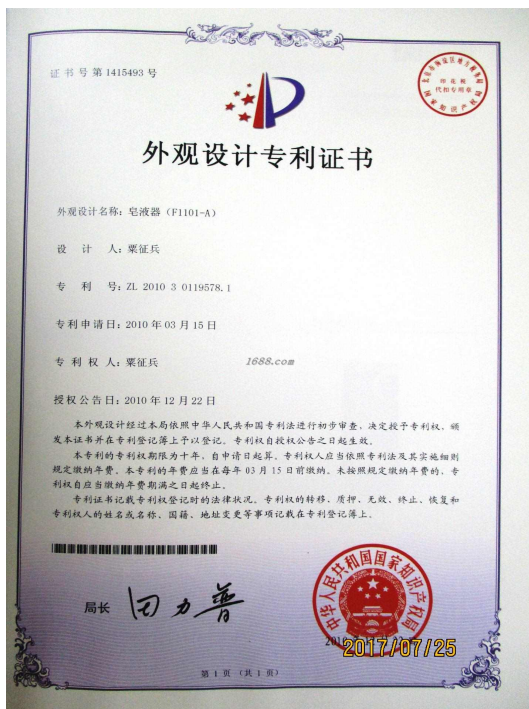 证书号第1415493号
印花税
代扣专用章
外观设计专利证书
外观设计名称：皂液器（F1101-A）
设计人：粟征兵
专利号：ZL 2010 3 0119578.1
专利申请日：2010年03月15日
专利权人：粟征兵
1688.com
授权公告日：2010年12月22日
本外观设计经过本局依照中华人民共和国专利法进行初步审查，决定授予专利权，颁
发本证书并在专利登记簿上予以登记。专利权自授权公告之日起生效。
本专利的专利权期限为十年，自申请日起算。专利权人应当依照专利法及其实施细则
规定缴纳年费。本专利的年费应当在每年03月15日前缴纳。未按照规定缴纳年费的，专
利权自应当缴纳年费期满之日起终止。
专利证书记载专利权登记时的法律状况。专利权的转移、质押、无效、终止、恢复和
专利权人的姓名或名称、国籍、地址变更等事项记载在专利登记簿上。
局长 田力普
中华人民共和国国家知识产权局
2017/07/25
第1页（共1页）